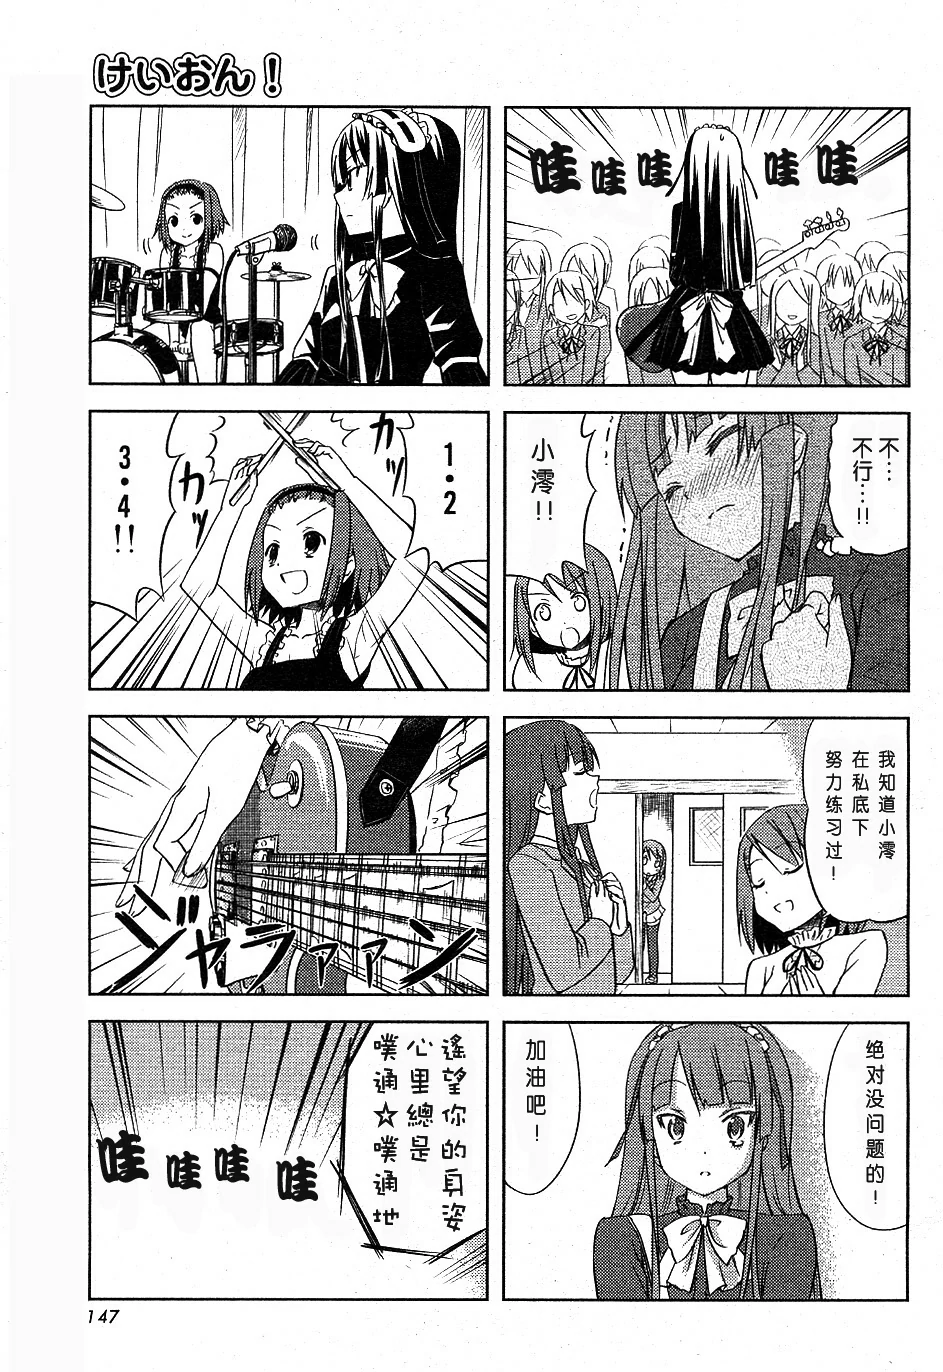 けいおん！
哇哇哇哇哇
不…
不行…!!
小澪!!
我知道小澪
在私底下
努力练习过！
绝对没问题的！
加油吧！
1・2
カッ
3・4!!
カッ
ジャラァァァン
遙望你的身姿
心里總是
噗通☆噗通地
哇哇哇哇
147